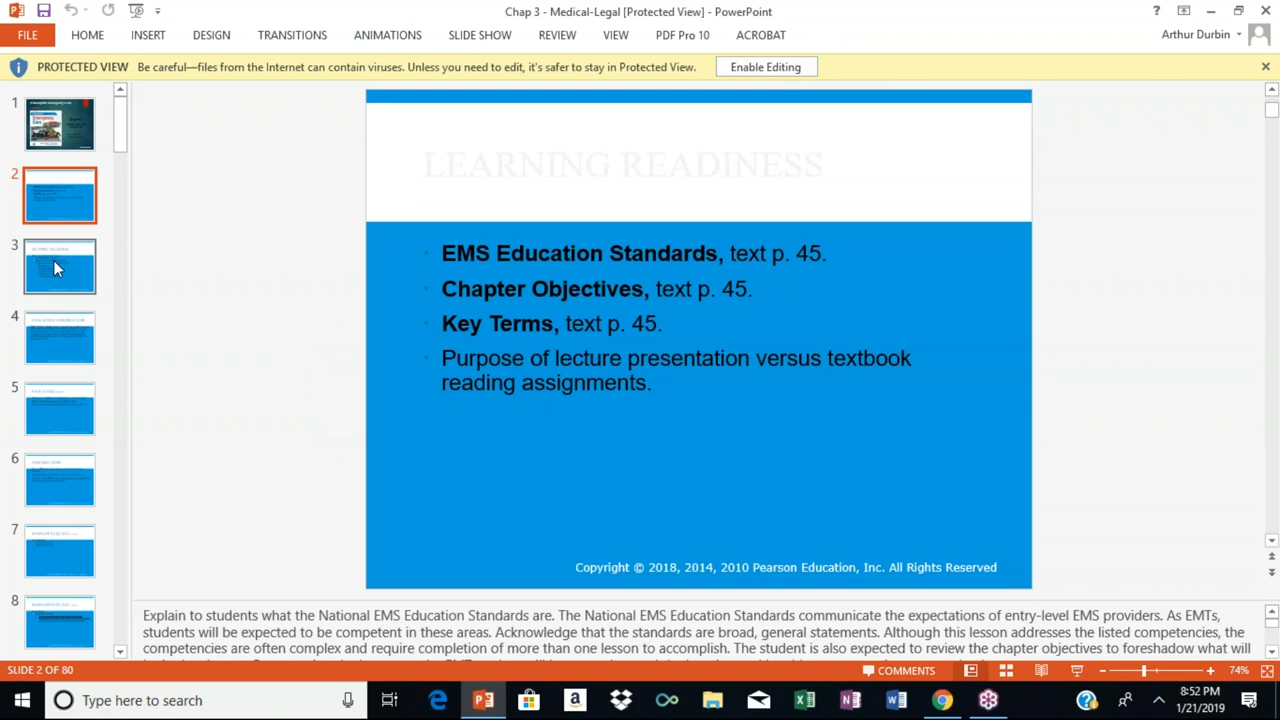 Chap 3 - Medical-Legal [Protected View] - PowerPoint
FILE HOME INSERT DESIGN TRANSITIONS ANIMATIONS SLIDE SHOW REVIEW VIEW PDF Pro 10 ACROBAT Arthur Durbin
PROTECTED VIEW Be careful—files from the Internet can contain viruses. Unless you need to edit, it's safer to stay in Protected View. Enable Editing
1
2
3
4
5
6
7
8
LEARNING READINESS
EMS Education Standards, text p. 45.
Chapter Objectives, text p. 45.
Key Terms, text p. 45.
Purpose of lecture presentation versus textbook
reading assignments.
Copyright © 2018, 2014, 2010 Pearson Education, Inc. All Rights Reserved
Explain to students what the National EMS Education Standards are. The National EMS Education Standards communicate the expectations of entry-level EMS providers. As EMTs,
students will be expected to be competent in these areas. Acknowledge that the standards are broad, general statements. Although this lesson addresses the listed competencies, the
competencies are often complex and require completion of more than one lesson to accomplish. The student is also expected to review the chapter objectives to foreshadow what will
SLIDE 2 OF 80 COMMENTS 74%
Type here to search
8:52 PM
1/21/2019